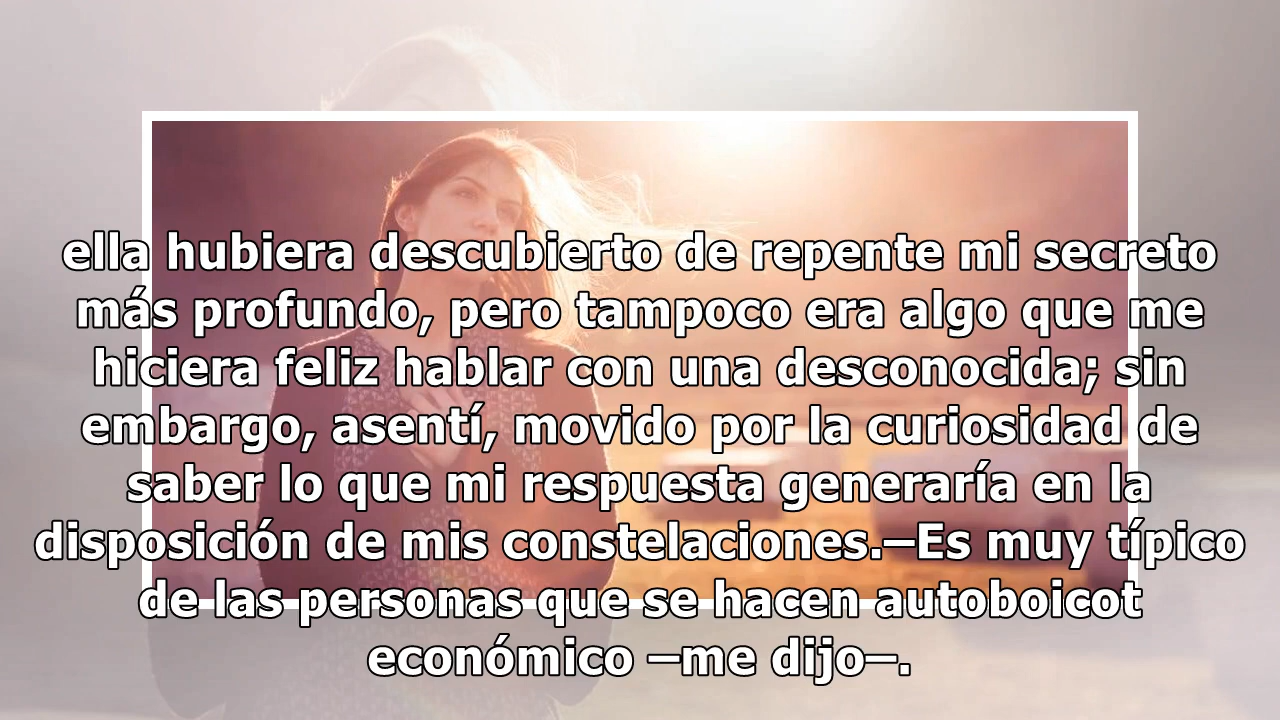 ella hubiera descubierto de repente mi secreto
más profundo, pero tampoco era algo que me
hiciera feliz hablar con una desconocida; sin
embargo, asentí, movido por la curiosidad de
saber lo que mi respuesta generaría en la
disposición de mis constelaciones.—Es muy típico
de las personas que se hacen autoboicot
económico —me dijo—.